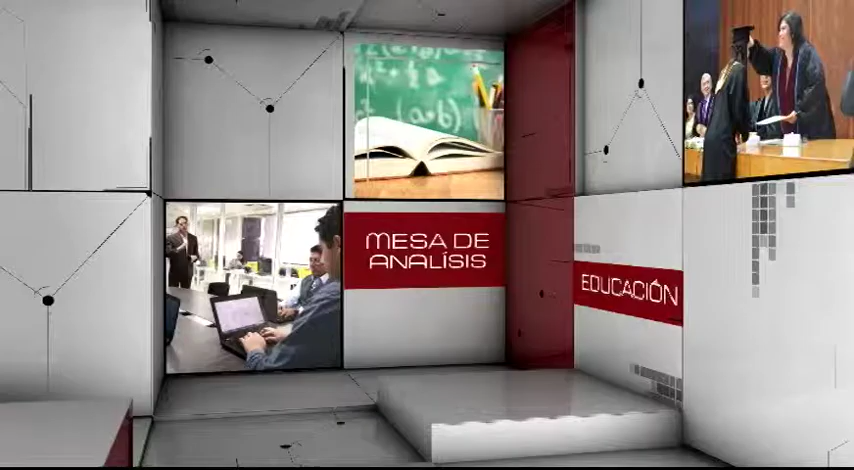 MESA DE
ANALÍSIS
EDUCACIÓN
(a+b)